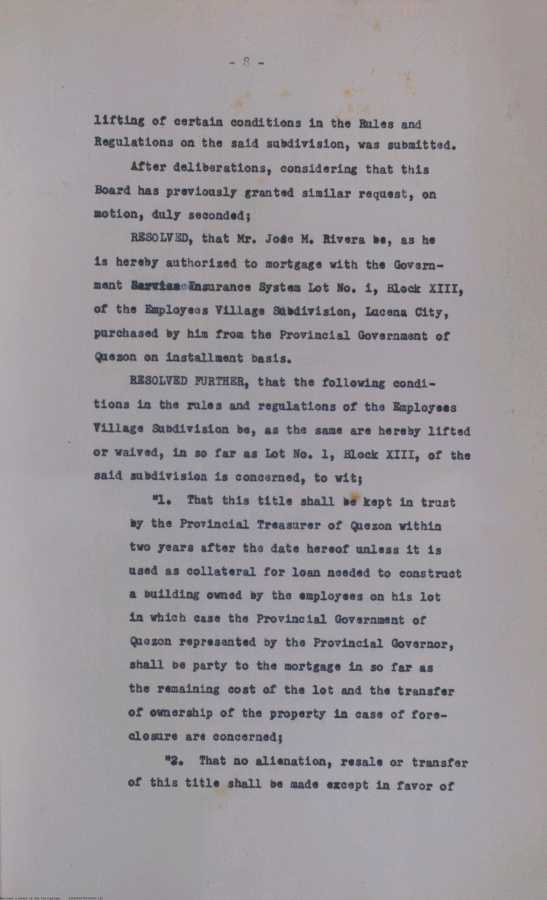 - 8 -
lifting of certain conditions in the Rules and
Regulations on the said subdivision, was submitted.
After deliberations, considering that this
Board has previously granted similar request, on
motion, duly seconded;
RESOLVED, that Mr. Jose M. Rivera be, as he
is hereby authorized to mortgage with the Govern-
ment Service Insurance System Lot No. 1, Block XIII,
of the Employees Village Subdivision, Lucena City,
purchased by him from the Provincial Government of
Quezon on installment basis.
RESOLVED FURTHER, that the following condi-
tions in the rules and regulations of the Employees
Village Subdivision be, as the same are hereby lifted
or waived, in so far as Lot No. 1, Block XIII, of the
said subdivision is concerned, to wit;
"1. That this title shall be kept in trust
by the Provincial Treasurer of Quezon within
two years after the date hereof unless it is
used as collateral for loan needed to construct
a building owned by the employees on his lot
in which case the Provincial Government of
Quezon represented by the Provincial Governor,
shall be party to the mortgage in so far as
the remaining cost of the lot and the transfer
of ownership of the property in case of fore-
closure are concerned;
"2. That no alienation, resale or transfer
of this title shall be made except in favor of